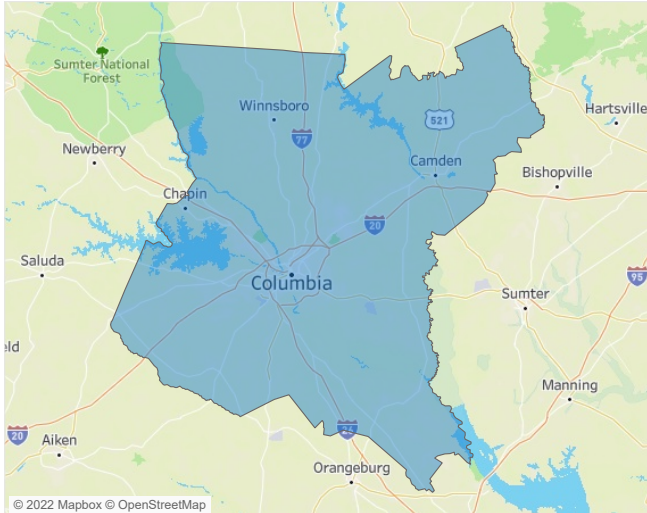 Sumter National
Forest
Winnsboro
521
Hartsville
77
Newberry
Camden
Bishopville
Chapin
20
Saluda
Columbia
95
Sumter
eld
Manning
20
Aiken
26
Orangeburg
© 2022 Mapbox © OpenStreetMap